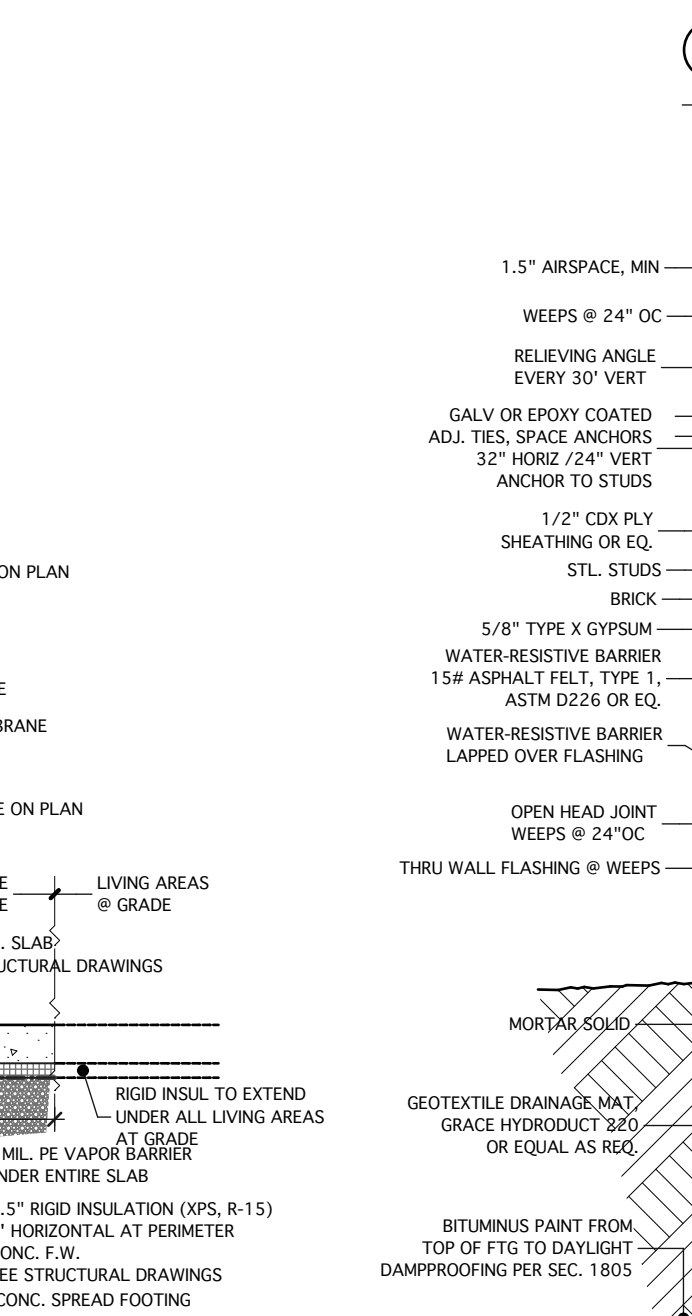 1.5" AIRSPACE, MIN
WEEPS @ 24" OC
RELIEVING ANGLE
EVERY 30' VERT
GALV OR EPOXY COATED
ADJ. TIES, SPACE ANCHORS
32" HORIZ /24" VERT
ANCHOR TO STUDS
1/2" CDX PLY
SHEATHING OR EQ.
STL. STUDS
BRICK
5/8" TYPE X GYPSUM
WATER-RESISTIVE BARRIER
15# ASPHALT FELT, TYPE 1,
ASTM D226 OR EQ.
WATER-RESISTIVE BARRIER
LAPPED OVER FLASHING
OPEN HEAD JOINT
WEEPS @ 24"OC
THRU WALL FLASHING @ WEEPS
MORTAR SOLID
GEOTEXTILE DRAINAGE MAT,
GRACE HYDRODUCT 220
OR EQUAL AS REQ.
BITUMINUS PAINT FROM
TOP OF FTG TO DAYLIGHT
DAMPPROOFING PER SEC. 1805
ON PLAN
E
BRANE
E ON PLAN
E
E
LIVING AREAS
@ GRADE
. SLAB
UCTURAL DRAWINGS
RIGID INSUL TO EXTEND
UNDER ALL LIVING AREAS
AT GRADE
MIL. PE VAPOR BARRIER
NDER ENTIRE SLAB
.5" RIGID INSULATION (XPS, R-15)
' HORIZONTAL AT PERIMETER
ONC. F.W.
EE STRUCTURAL DRAWINGS
CONC. SPREAD FOOTING